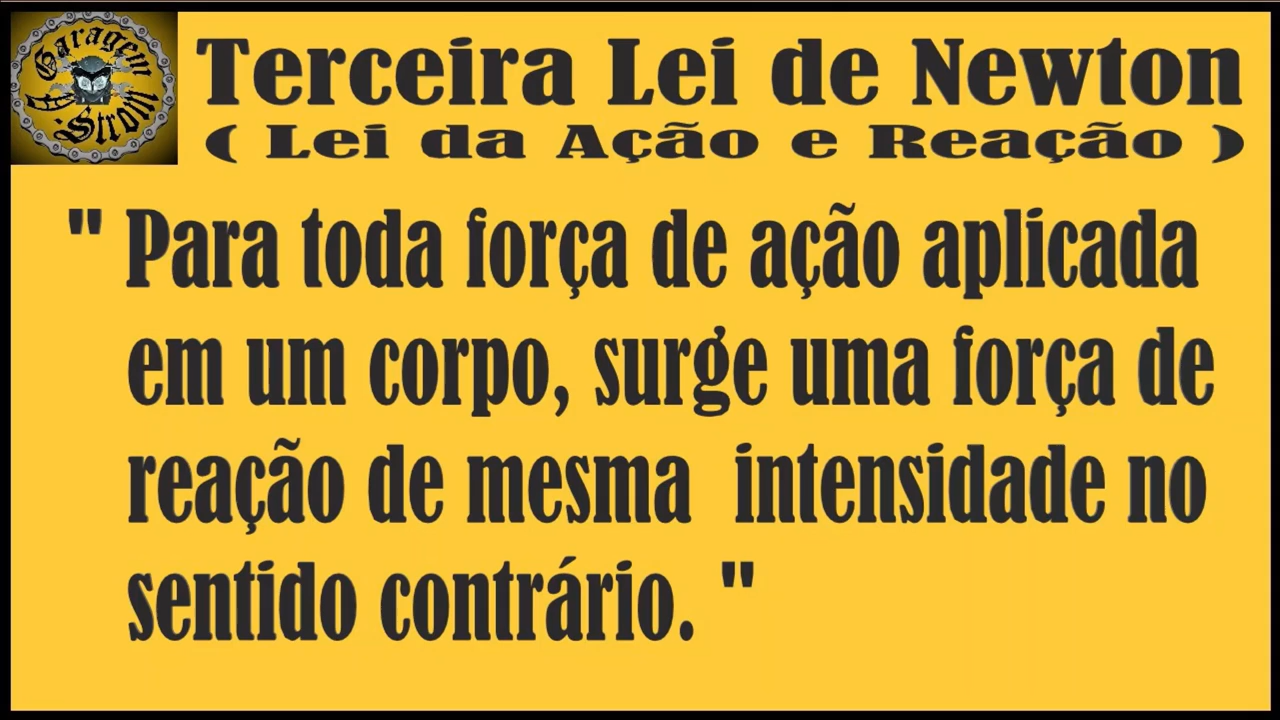 Garagem
V-Strom
Terceira Lei de Newton
( Lei da Ação e Reação )
" Para toda força de ação aplicada
em um corpo, surge uma força de
reação de mesma intensidade no
sentido contrário. "